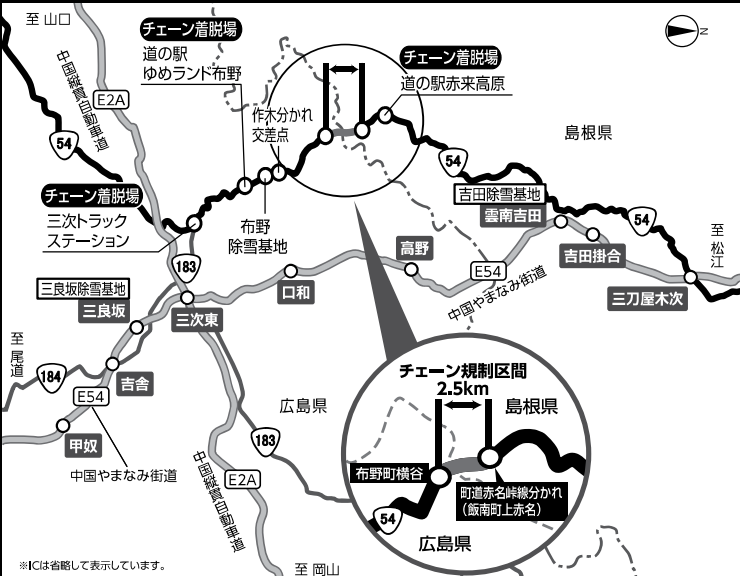 至 山口
中国縦貫自動車道
E2A
54
チェーン着脱場
道の駅
ゆめランド布野
作木分かれ
交差点
チェーン着脱場
道の駅赤来高原
N
島根県
54
チェーン着脱場
三次トラック
ステーション
布野
除雪基地
吉田除雪基地
雲南吉田
54
吉田掛合
至 松江
三刀屋木次
183
高野
E54
中国やまなみ街道
口和
三良坂除雪基地
三良坂
三次東
至 尾道
184
吉舎
E54
甲奴
中国やまなみ街道
広島県
183
中国縦貫自動車道
E2A
至 岡山
チェーン規制区間
2.5km
島根県
布野町横谷
町道赤名峠線分かれ
（飯南町上赤名）
54
広島県
※ICは省略して表示しています。